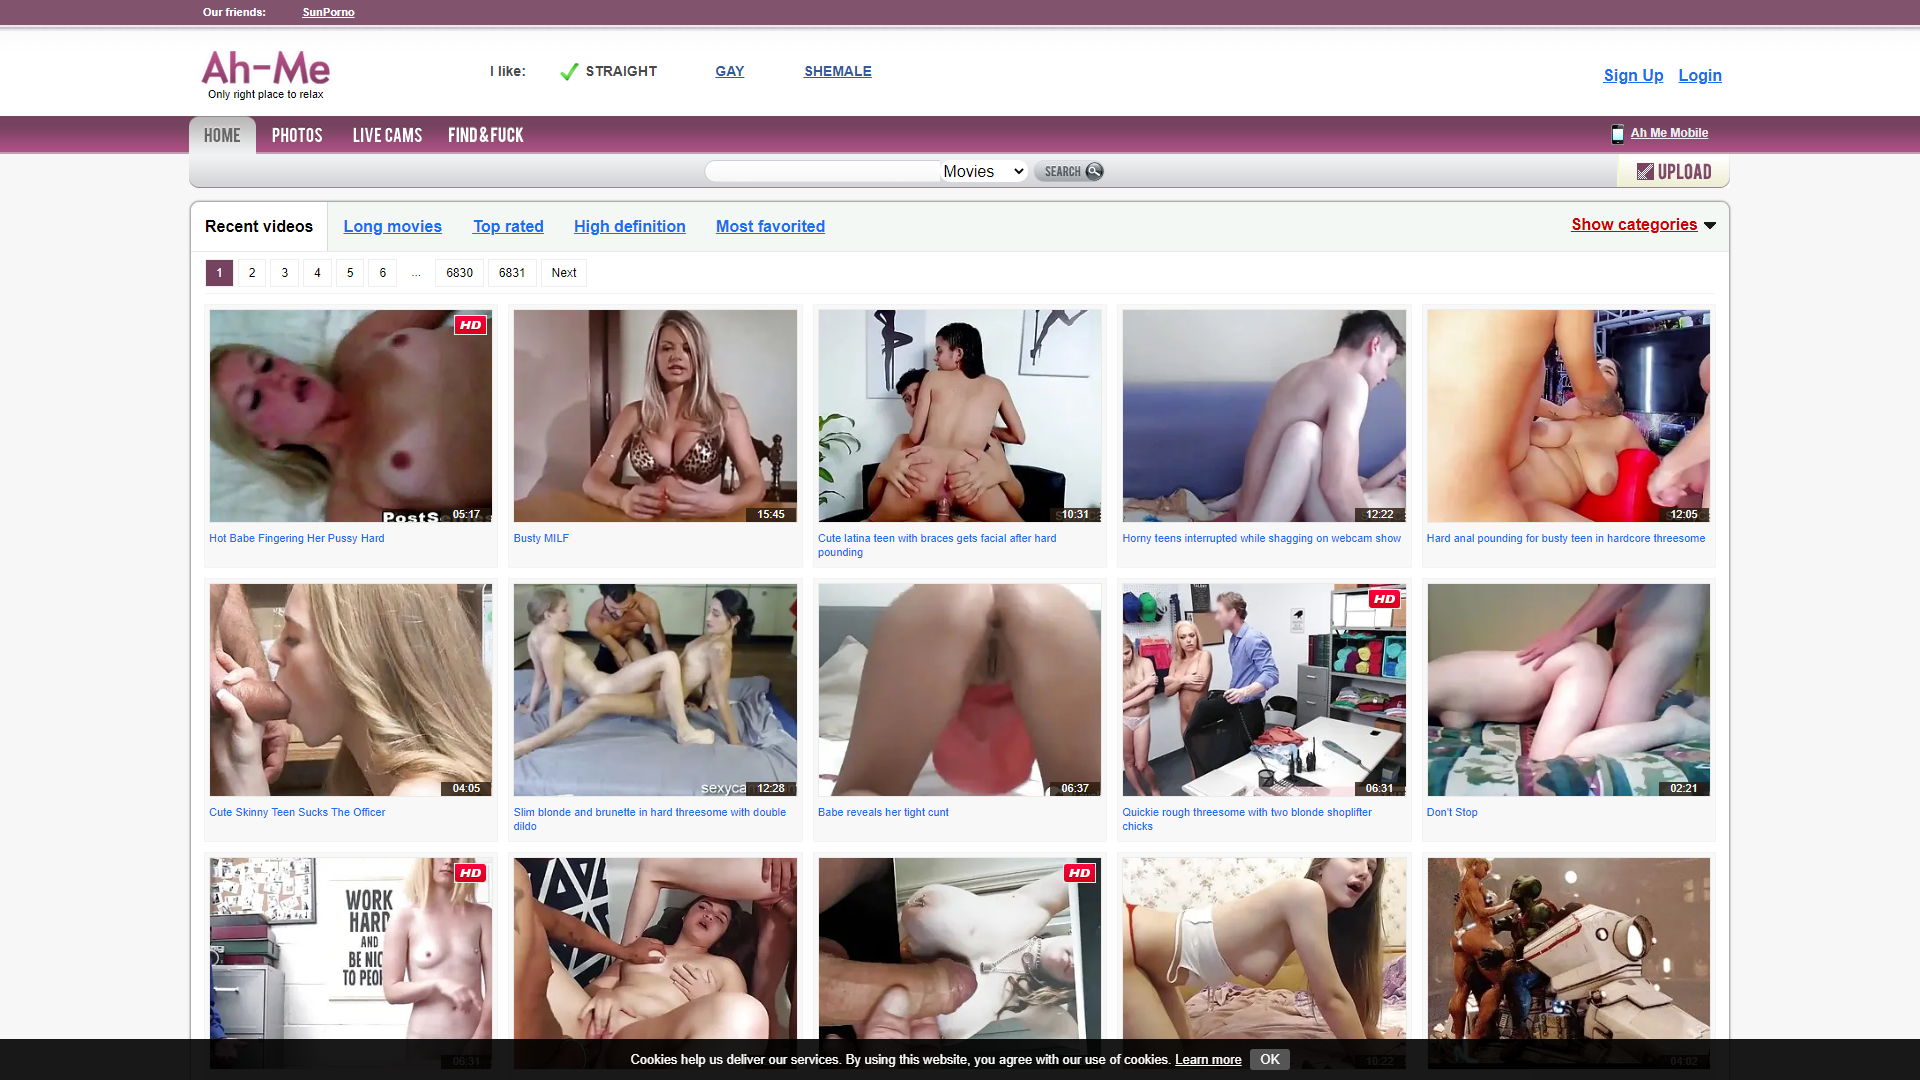 Our friends: SunPorno
Ah-Me
Only right place to relax
I like: STRAIGHT GAY SHEMALE
Sign Up Login
HOME PHOTOS LIVE CAMS FIND&FUCK
Ah Me Mobile
Movies SEARCH
UPLOAD
Recent videos Long movies Top rated High definition Most favorited
Show categories
1 2 3 4 5 6 ... 6830 6831 Next
HD
PostS
05:17
15:45
10:31
12:22
12:05
Hot Babe Fingering Her Pussy Hard
Busty MILF
Cute latina teen with braces gets facial after hard
pounding
Horny teens interrupted while shagging on webcam show
Hard anal pounding for busty teen in hardcore threesome
HD
04:05
sexyca
12:28
06:37
06:31
02:21
Cute Skinny Teen Sucks The Officer
Slim blonde and brunette in hard threesome with double
dildo
Babe reveals her tight cunt
Quickie rough threesome with two blonde shoplifter
chicks
Don't Stop
HD
HD
WORK
HARD
AND
BE NIC
TO PEOP
06:31
10:22
04:02
Cookies help us deliver our services. By using this website, you agree with our use of cookies. Learn more OK